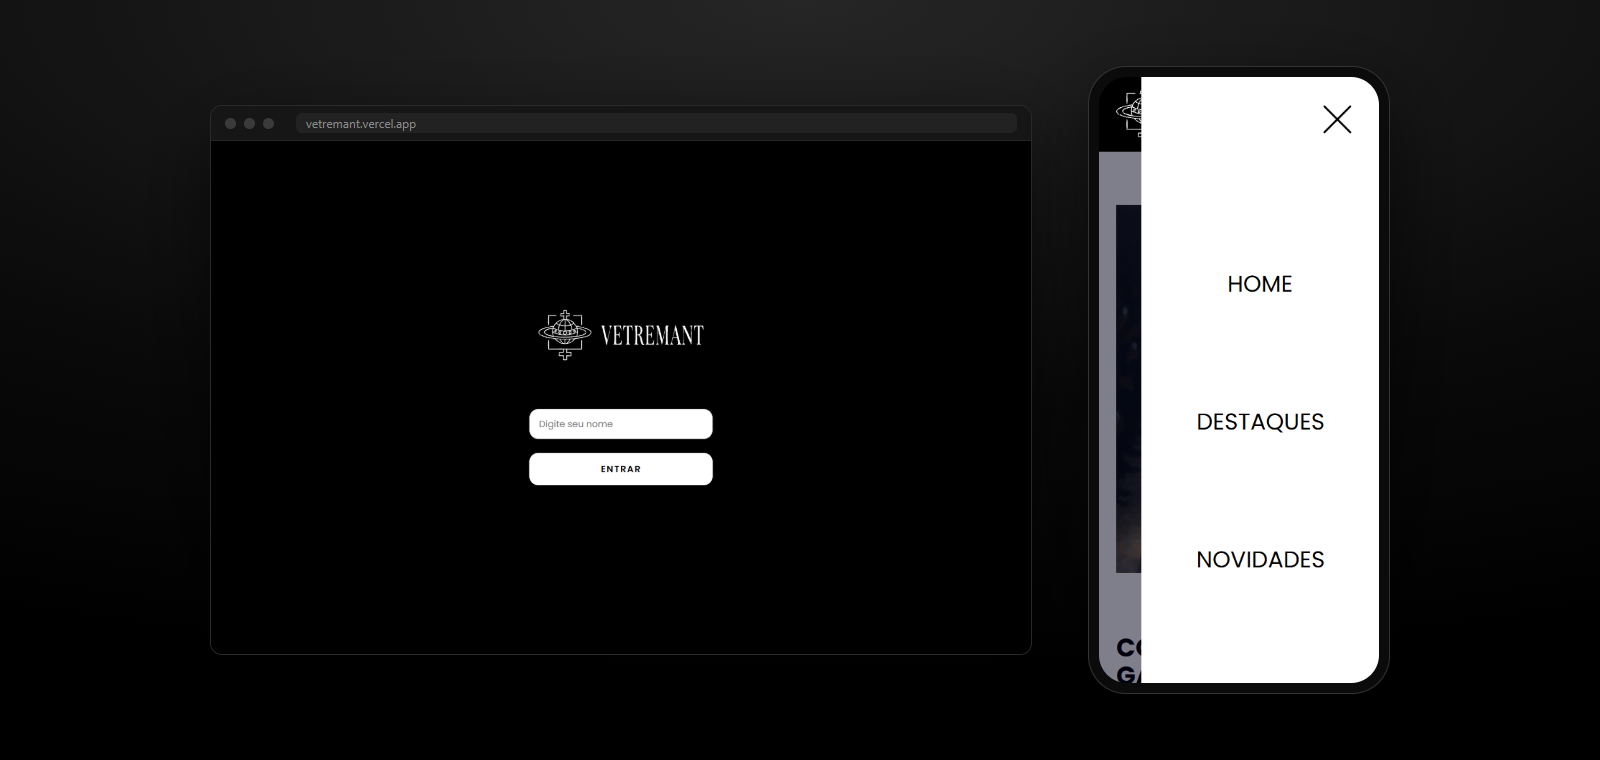 vetremant.vercel.app
VETREMANT
Digite seu nome
ENTRAR
HOME
DESTAQUES
NOVIDADES